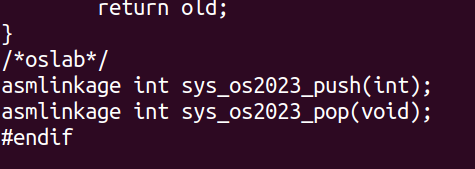 return old;
}
/*oslab*/
asmlinkage int sys_os2023_push(int);
asmlinkage int sys_os2023_pop(void);
#endif